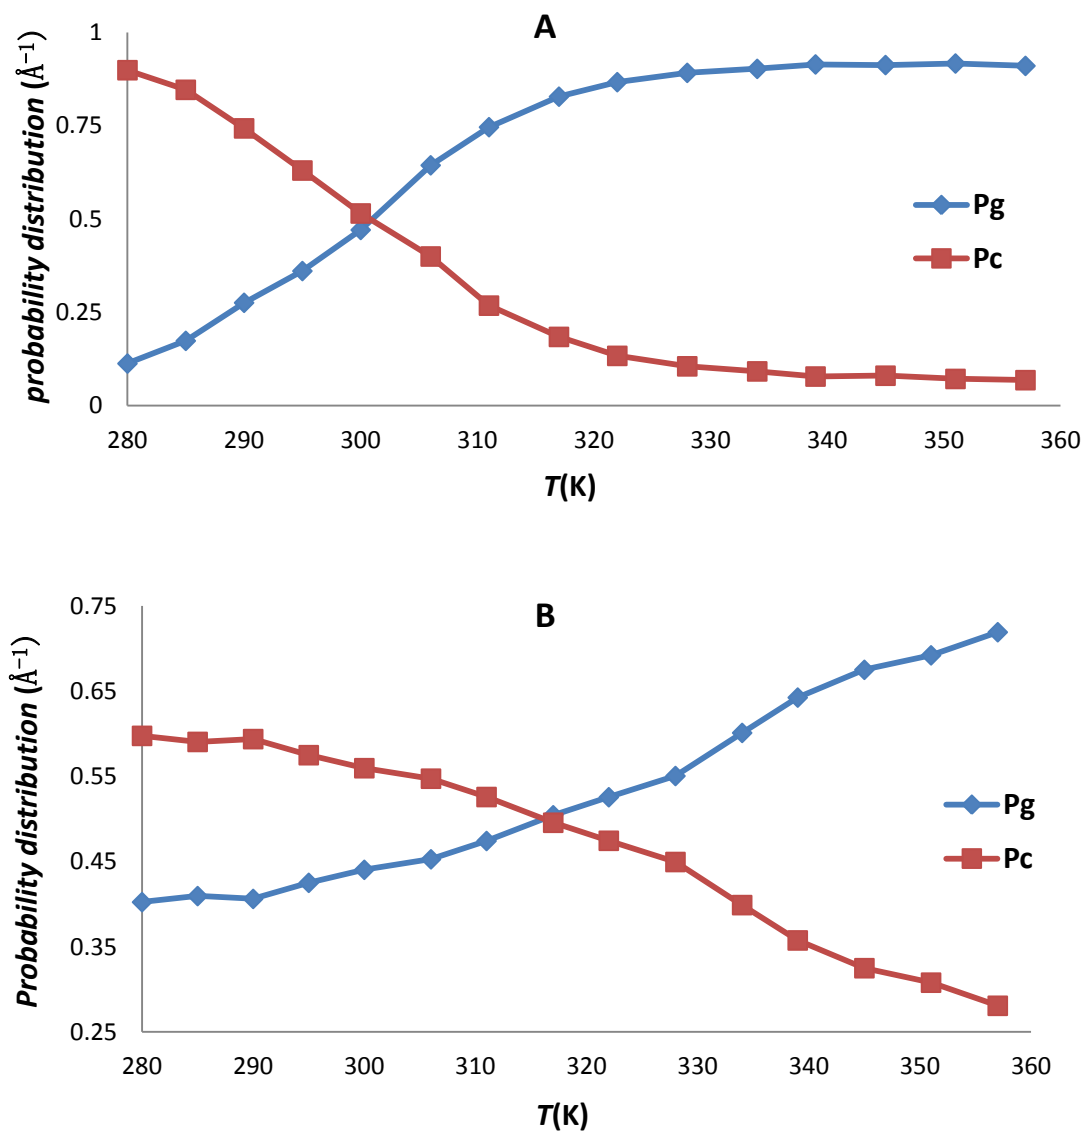 A
probability distribution (Å⁻¹)
1
0.75
0.5
0.25
0
280 290 300 310 320 330 340 350 360
T(K)
Pg
Pc
B
Probability distribution (Å⁻¹)
0.75
0.65
0.55
0.45
0.35
0.25
280 290 300 310 320 330 340 350 360
T(K)
Pg
Pc